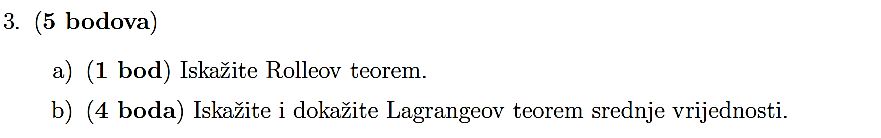 3. (5 bodova)
a) (1 bod) Iskažite Rolleov teorem.
b) (4 boda) Iskažite i dokažite Lagrangeov teorem srednje vrijednosti.